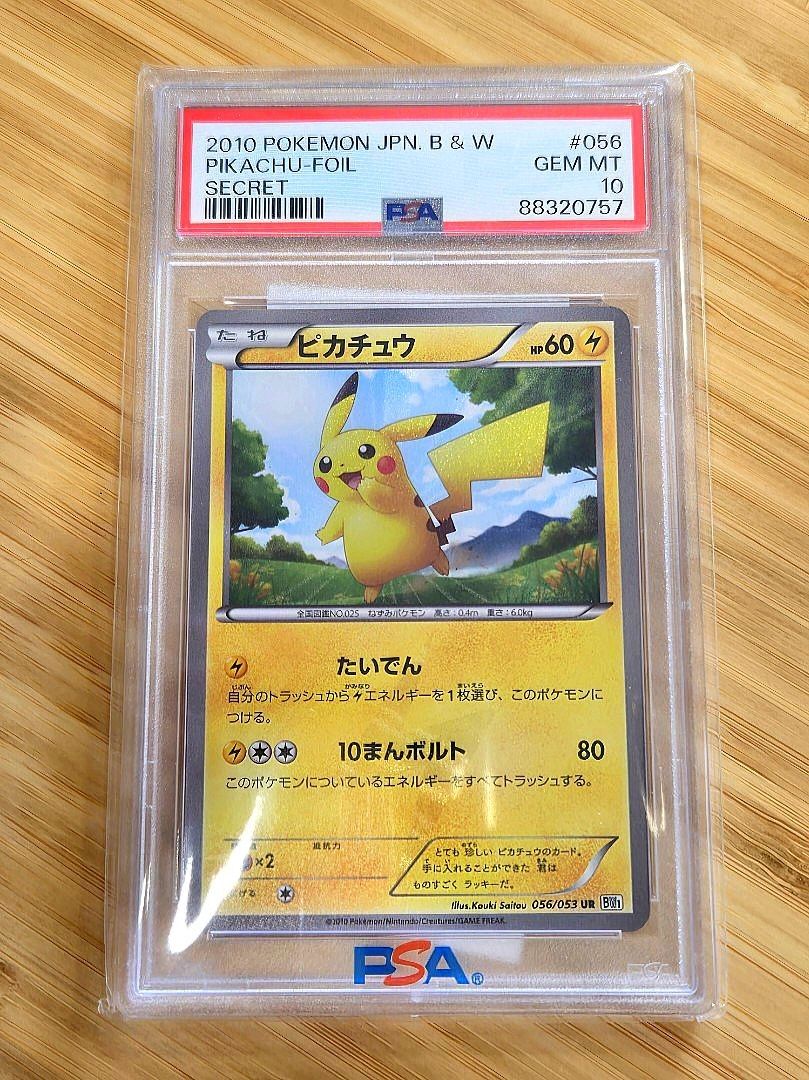 2010 POKEMON JPN. B & W #056
PIKACHU-FOIL GEM MT
SECRET 10
PSA 88320757
たね ピカチュウ HP60
全国図鑑NO.025 ねずみポケモン 高さ:0.4m 重さ:6.0kg
たいでん
自分のトラッシュからエネルギーを1枚選び、このポケモンに
つける。
10まんボルト 80
このポケモンについているエネルギーをすべてトラッシュする。
抵抗力
×2
とても 珍しい ピカチュウのカード。
手に入れることができた 君は
ものすごく ラッキーだ。
げる
Illus.Kouki Saitou 056/053 UR BW1
©2010 Pokémon/Nintendo/Creatures/GAME FREAK.
PSA®